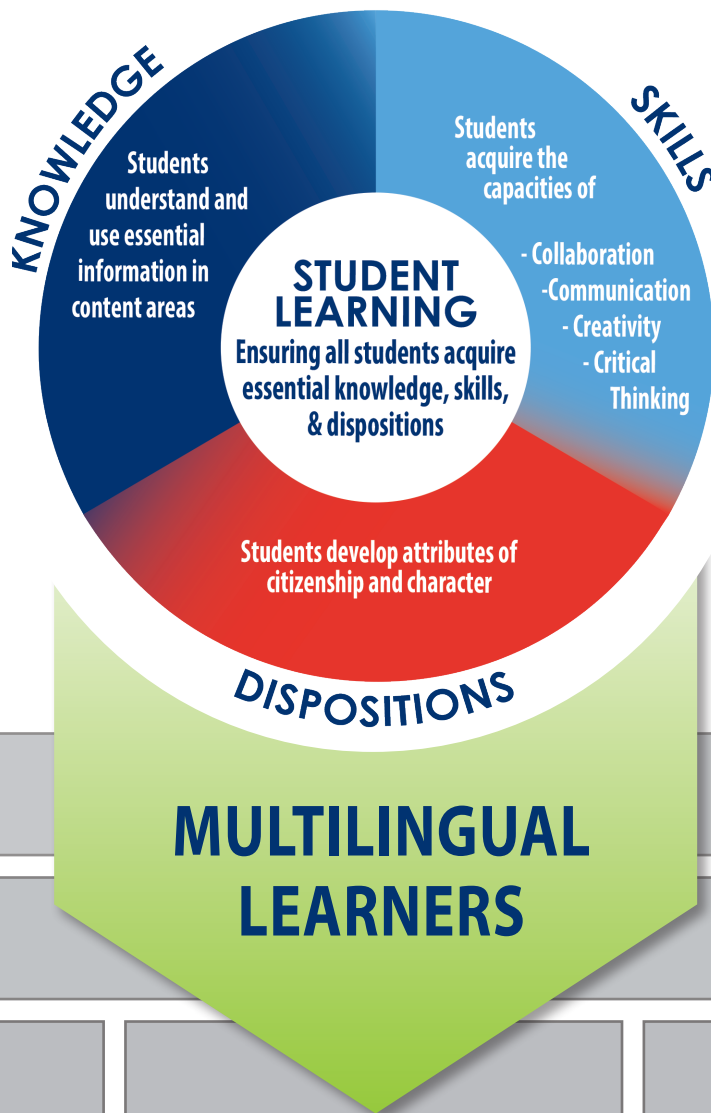 KNOWLEDGE
Students
understand and
use essential
information in
content areas
SKILLS
Students
acquire the
capacities of
- Collaboration
-Communication
- Creativity
- Critical
Thinking
STUDENT
LEARNING
Ensuring all students acquire
essential knowledge, skills,
& dispositions
Students develop attributes of
citizenship and character
DISPOSITIONS
MULTILINGUAL
LEARNERS